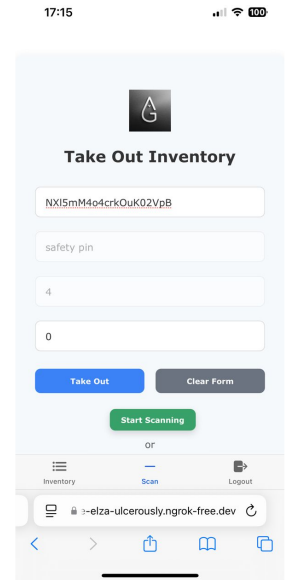 17:15
100
AG
Take Out Inventory
NXl5mM4o4crkOuK02VpB
safety pin
4
0
Take Out Clear Form
Start Scanning
or
Inventory Scan Logout
-elza-ulcerously.ngrok-free.dev